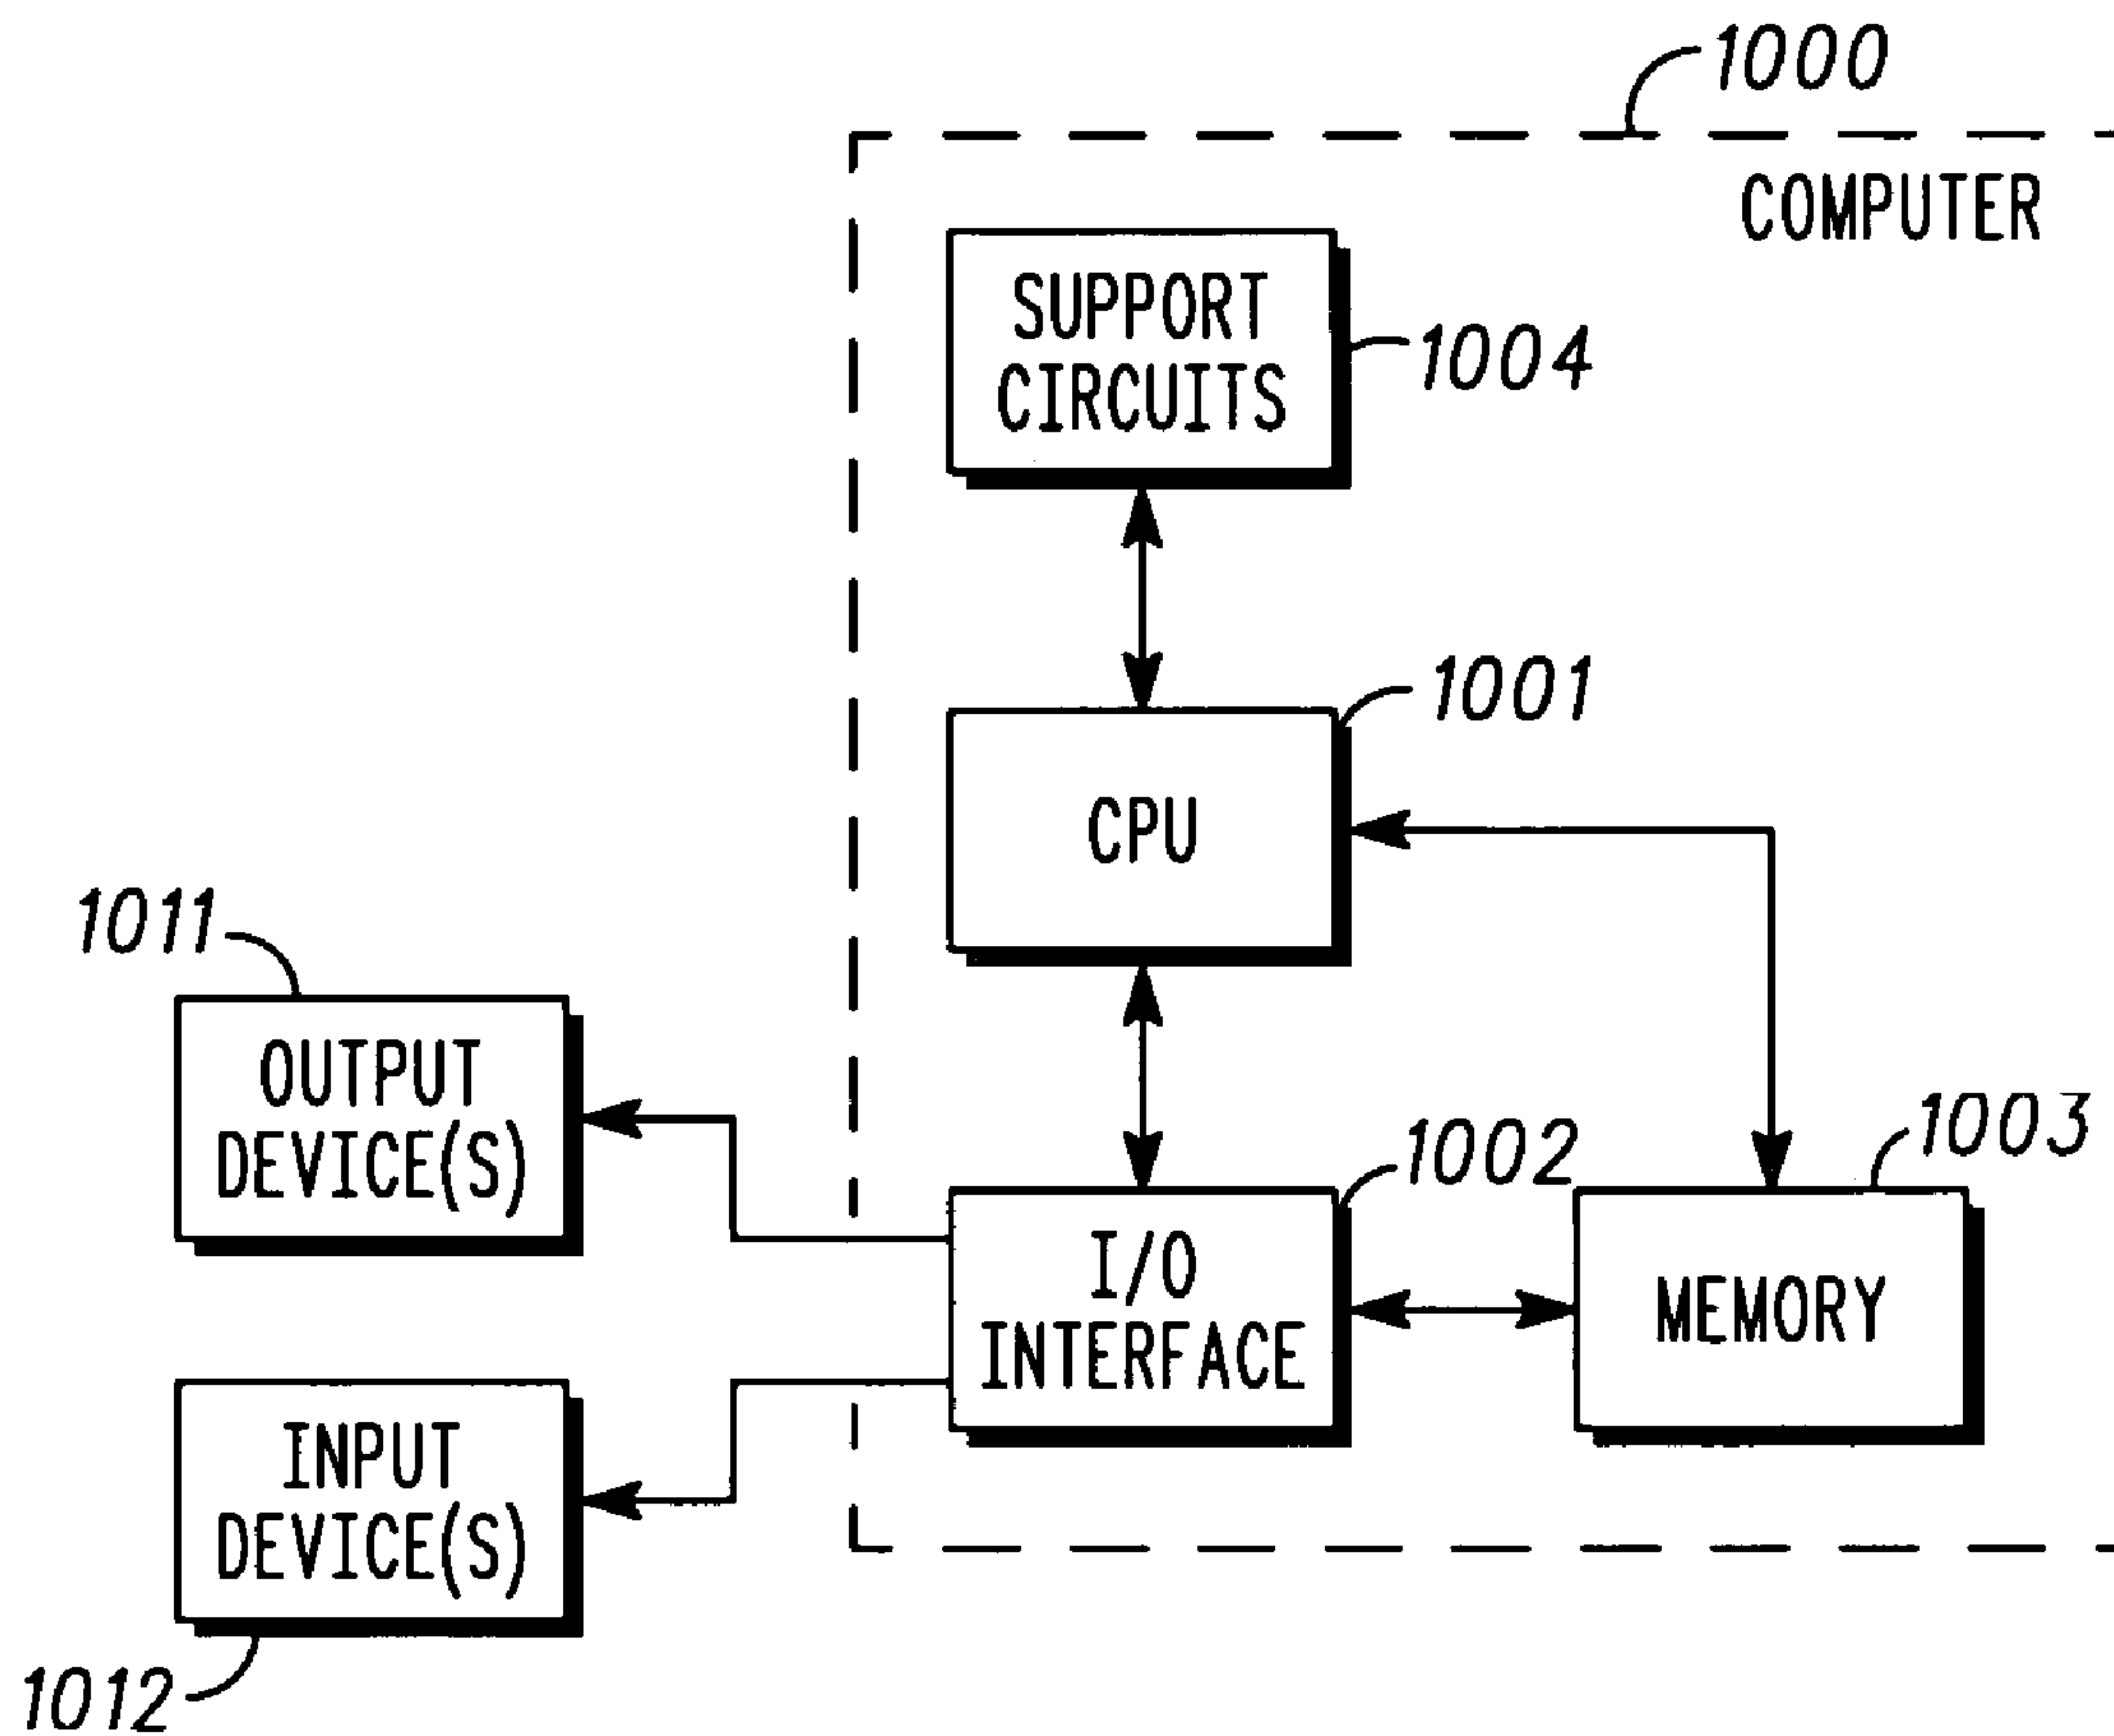 1000
COMPUTER
SUPPORT
CIRCUITS
1004
1001
CPU
1011
OUTPUT
DEVICE(S)
1002
1003
I/O
INTERFACE
MEMORY
INPUT
DEVICE(S)
1012